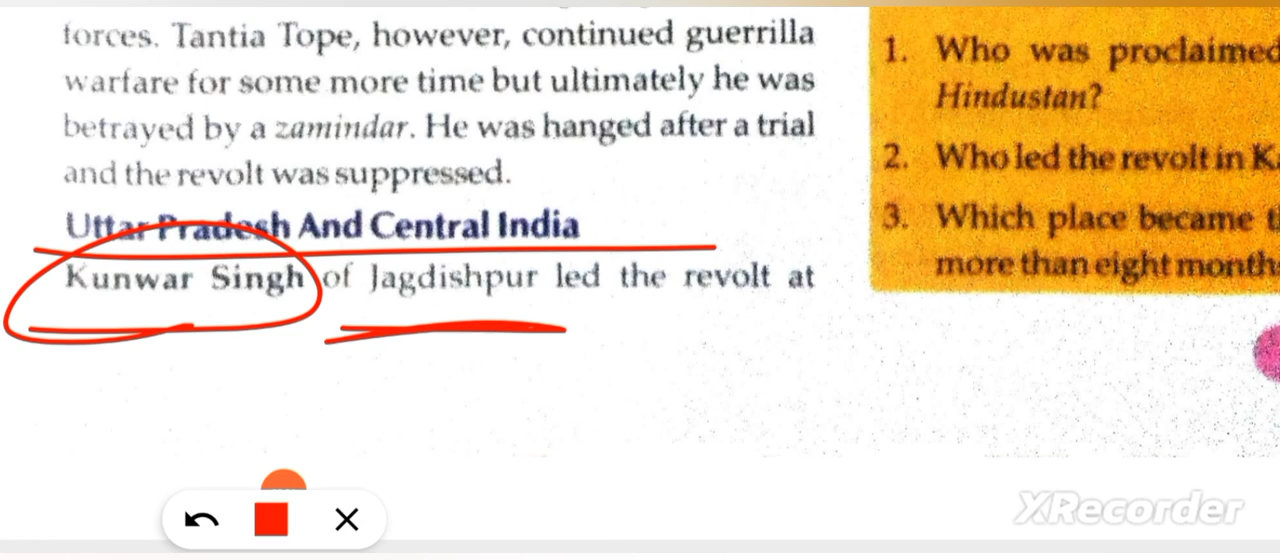 forces. Tantia Tope, however, continued guerrilla
warfare for some more time but ultimately he was
betrayed by a zamindar. He was hanged after a trial
and the revolt was suppressed.
Uttar Pradesh And Central India
Kunwar Singh of Jagdishpur led the revolt at
1. Who was proclaimed
Hindustan?
2. Who led the revolt in
3. Which place became
more than eight
XRecorder